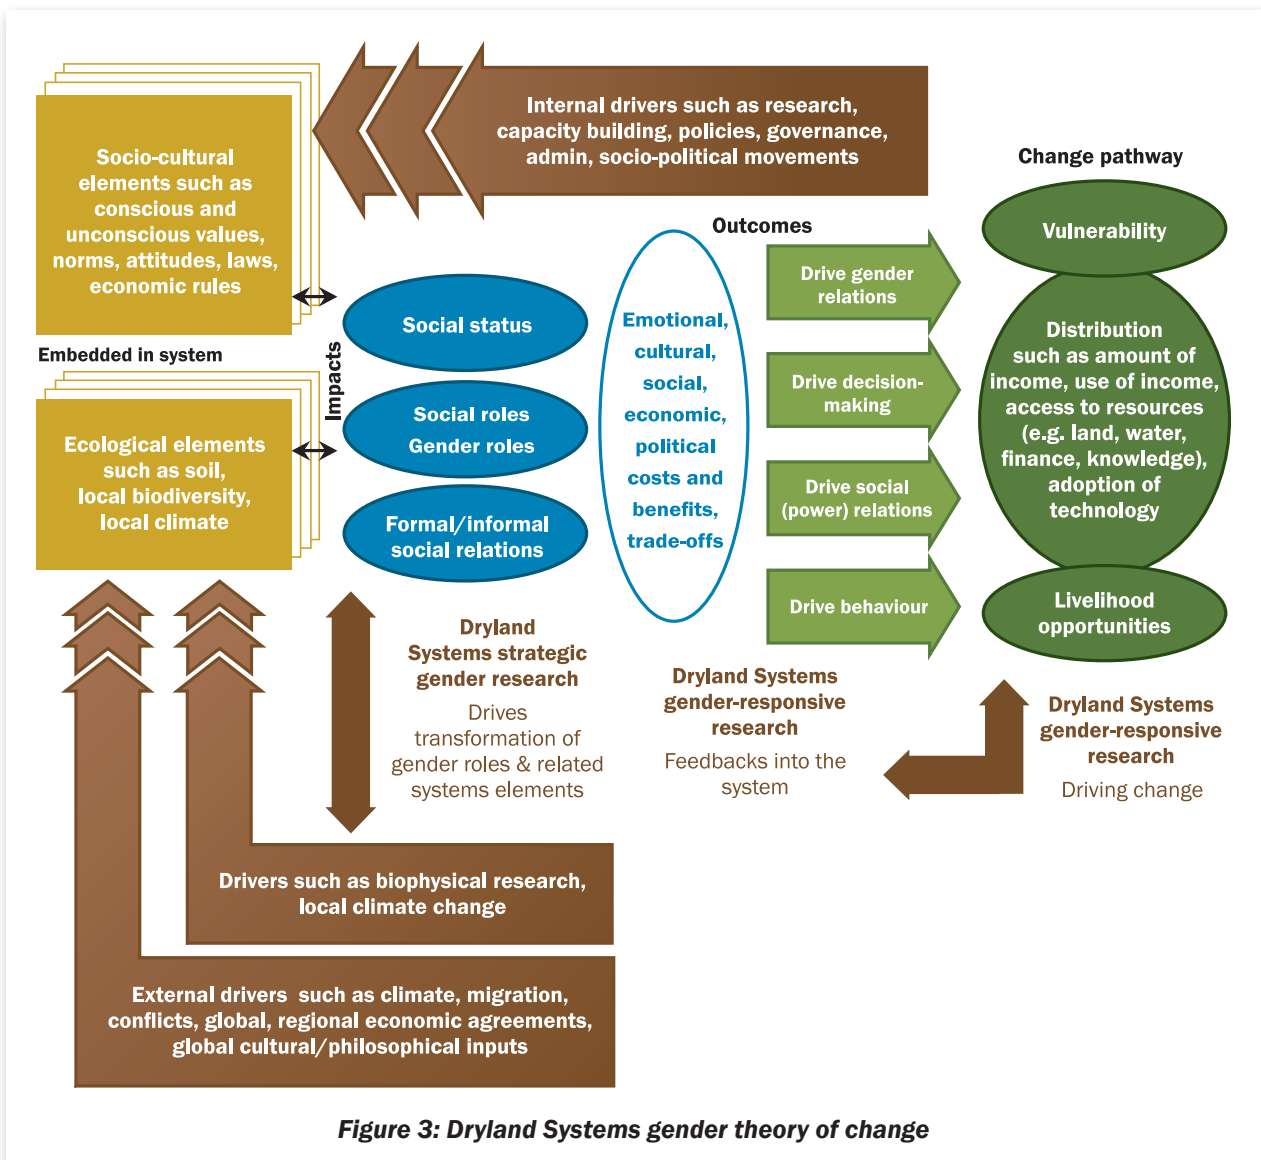 Internal drivers such as research,
capacity building, policies, governance,
admin, socio-political movements
Socio-cultural
elements such as
conscious and
unconscious values,
norms, attitudes, laws,
economic rules
Embedded in system
Ecological elements
such as soil,
local biodiversity,
local climate
Impacts
Social status
Social roles
Gender roles
Formal/informal
social relations
Emotional,
cultural,
social,
economic,
political
costs and
benefits,
trade-offs
Outcomes
Drive gender
relations
Drive decision-
making
Drive social
(power) relations
Drive behaviour
Change pathway
Vulnerability
Distribution
such as amount of
income, use of income,
access to resources
(e.g. land, water,
finance, knowledge),
adoption of
technology
Livelihood
opportunities
Dryland
Systems strategic
gender research
Drives
transformation of
gender roles & related
systems elements
Dryland Systems
gender-responsive
research
Feedbacks into the
system
Dryland Systems
gender-responsive
research
Driving change
Drivers such as biophysical research,
local climate change
External drivers such as climate, migration,
conflicts, global, regional economic agreements,
global cultural/philosophical inputs
Figure 3: Dryland Systems gender theory of change